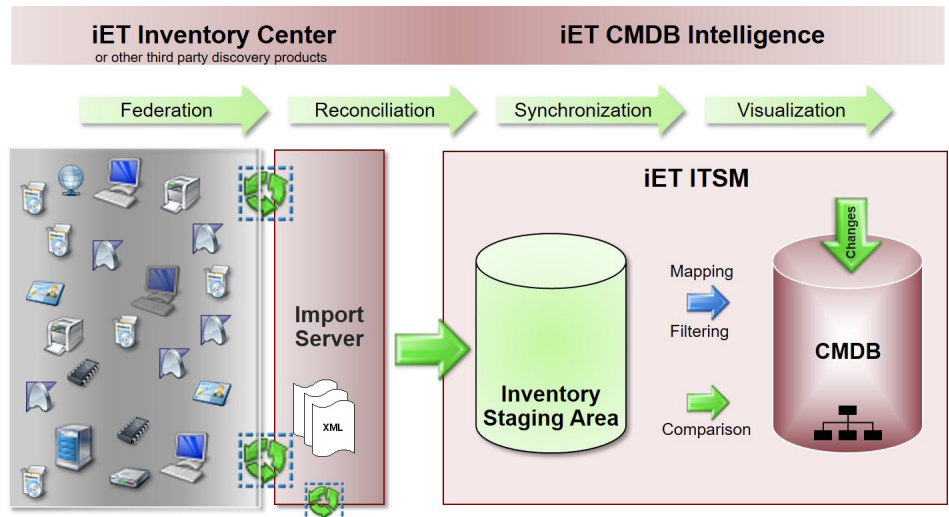 iET Inventory Center
or other third party discovery products
iET CMDB Intelligence
Federation
Reconciliation
Synchronization
Visualization
iET ITSM
Import
Server
XML
Inventory
Staging Area
Mapping
Filtering
Comparison
Changes
CMDB